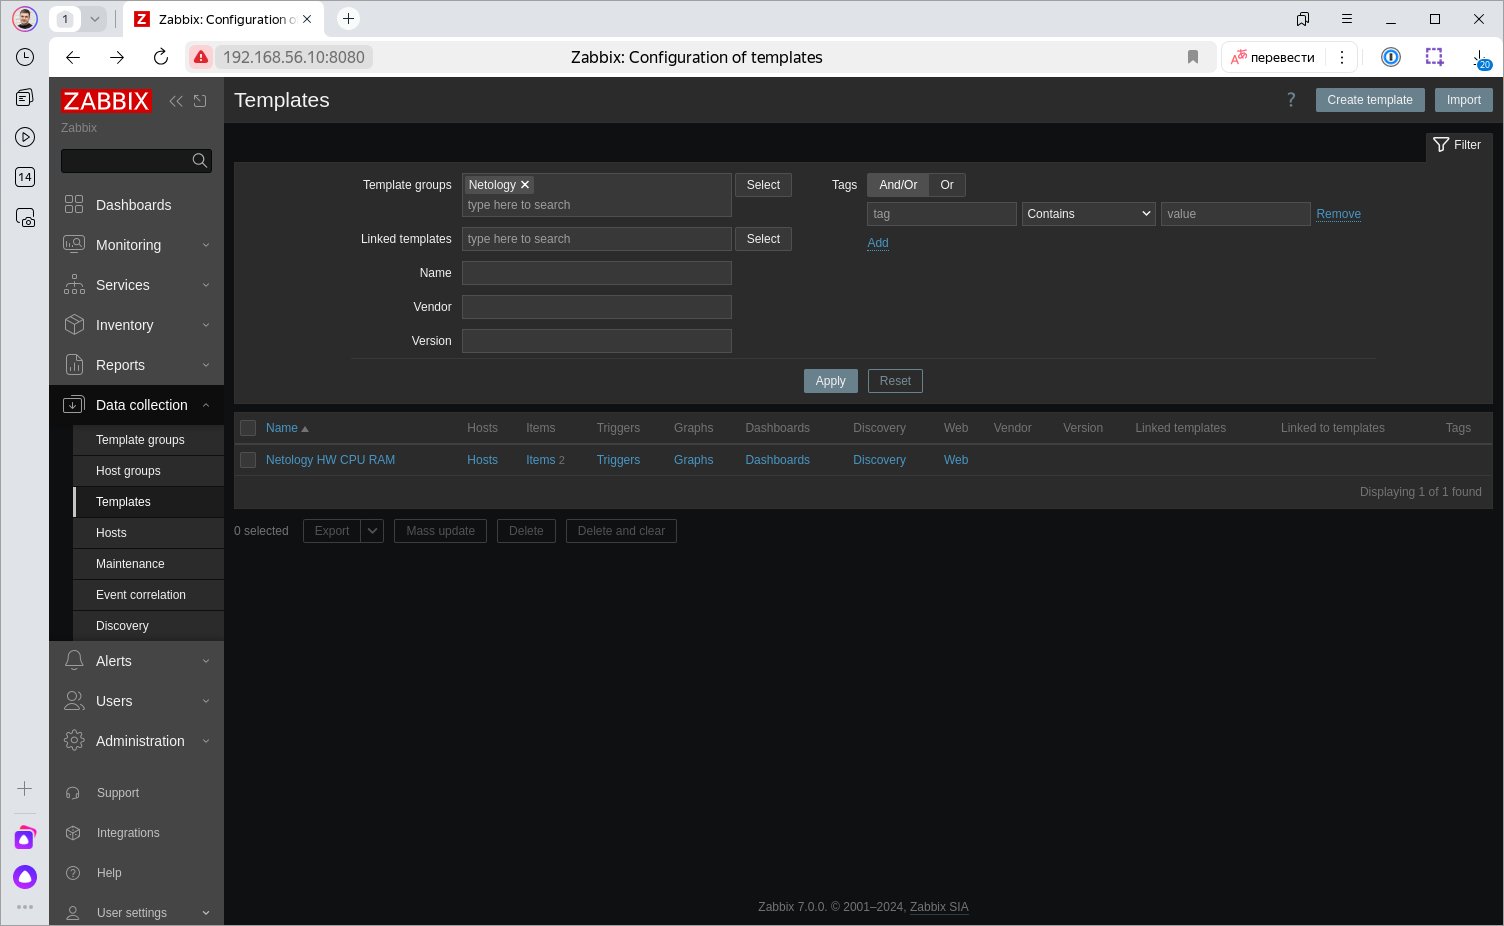 1
Zabbix: Configuration o
192.168.56.10:8080
Zabbix: Configuration of templates
перевести
20
14
ZABBIX
Zabbix
Dashboards
Monitoring
Services
Inventory
Reports
Data collection
Template groups
Host groups
Templates
Hosts
Maintenance
Event correlation
Discovery
Alerts
Users
Administration
Support
Integrations
Help
User settings
Templates
? Create template Import
Filter
Template groups Netology Select
type here to search
Linked templates type here to search Select
Name
Vendor
Version
Tags And/Or Or
tag Contains value Remove
Add
Apply Reset
Name Hosts Items Triggers Graphs Dashboards Discovery Web Vendor Version Linked templates Linked to templates Tags
Netology HW CPU RAM Hosts Items 2 Triggers Graphs Dashboards Discovery Web
Displaying 1 of 1 found
0 selected Export Mass update Delete Delete and clear
Zabbix 7.0.0. © 2001–2024, Zabbix SIA